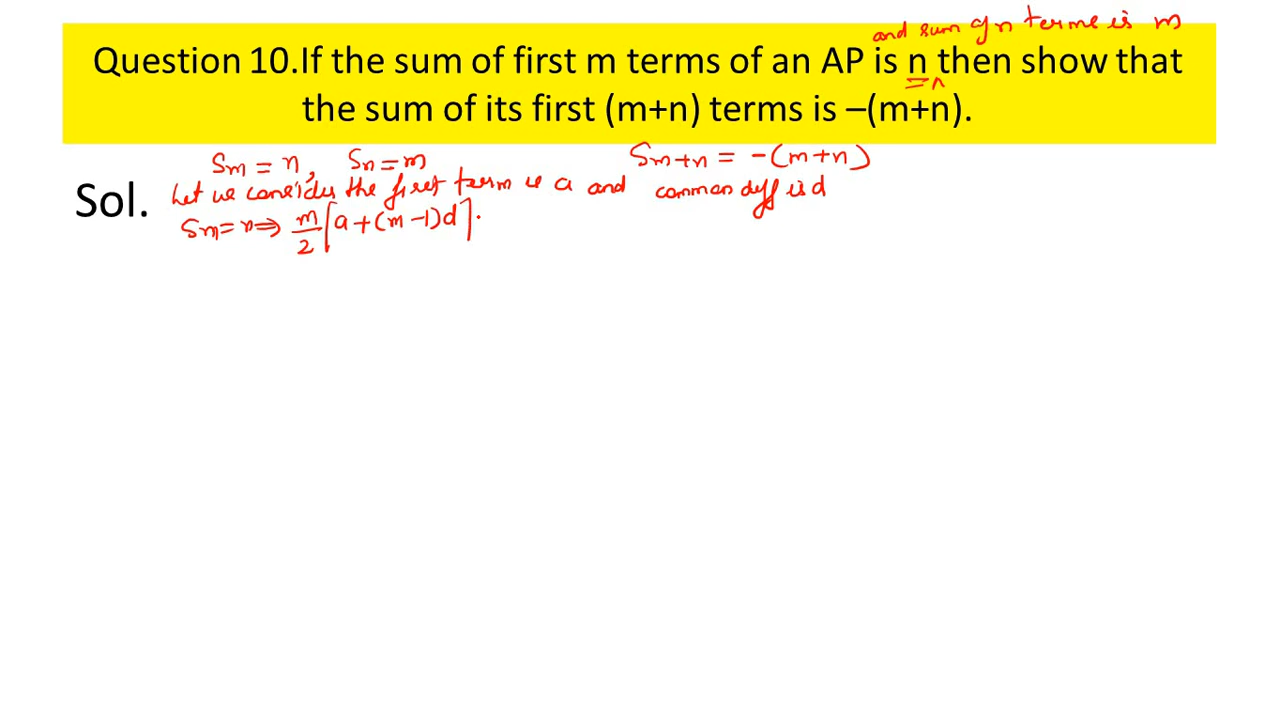 and sum of n terms is m
Question 10.If the sum of first m terms of an AP is n then show that
= ^
the sum of its first (m+n) terms is –(m+n).
Sm = n, Sn = m Sm+n = -(m+n)
Sol. Let we consider the first term is a and common diff is d
Sm = n ⇒ m/2 [a+(m-1)d].